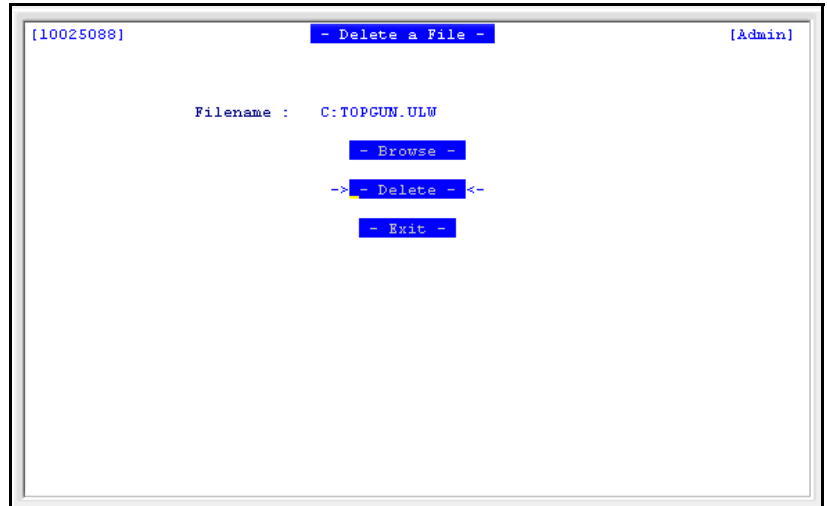 [10025088] - Delete a File - [Admin]
Filename : C:TOPGUN.ULW
- Browse -
-> - Delete - <-
- Exit -